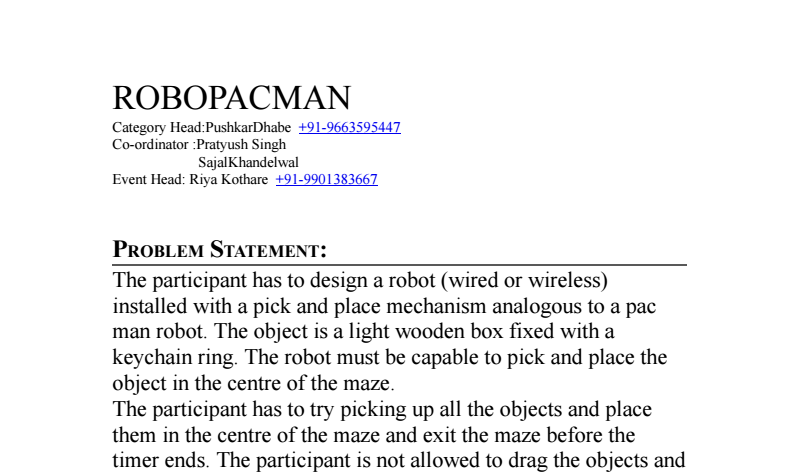 ROBOPACMAN
Category Head:PushkarDhabe +91-9663595447
Co-ordinator :Pratyush Singh
SajalKhandelwal
Event Head: Riya Kothare +91-9901383667
PROBLEM STATEMENT:
The participant has to design a robot (wired or wireless)
installed with a pick and place mechanism analogous to a pac
man robot. The object is a light wooden box fixed with a
keychain ring. The robot must be capable to pick and place the
object in the centre of the maze.
The participant has to try picking up all the objects and place
them in the centre of the maze and exit the maze before the
timer ends. The participant is not allowed to drag the objects and